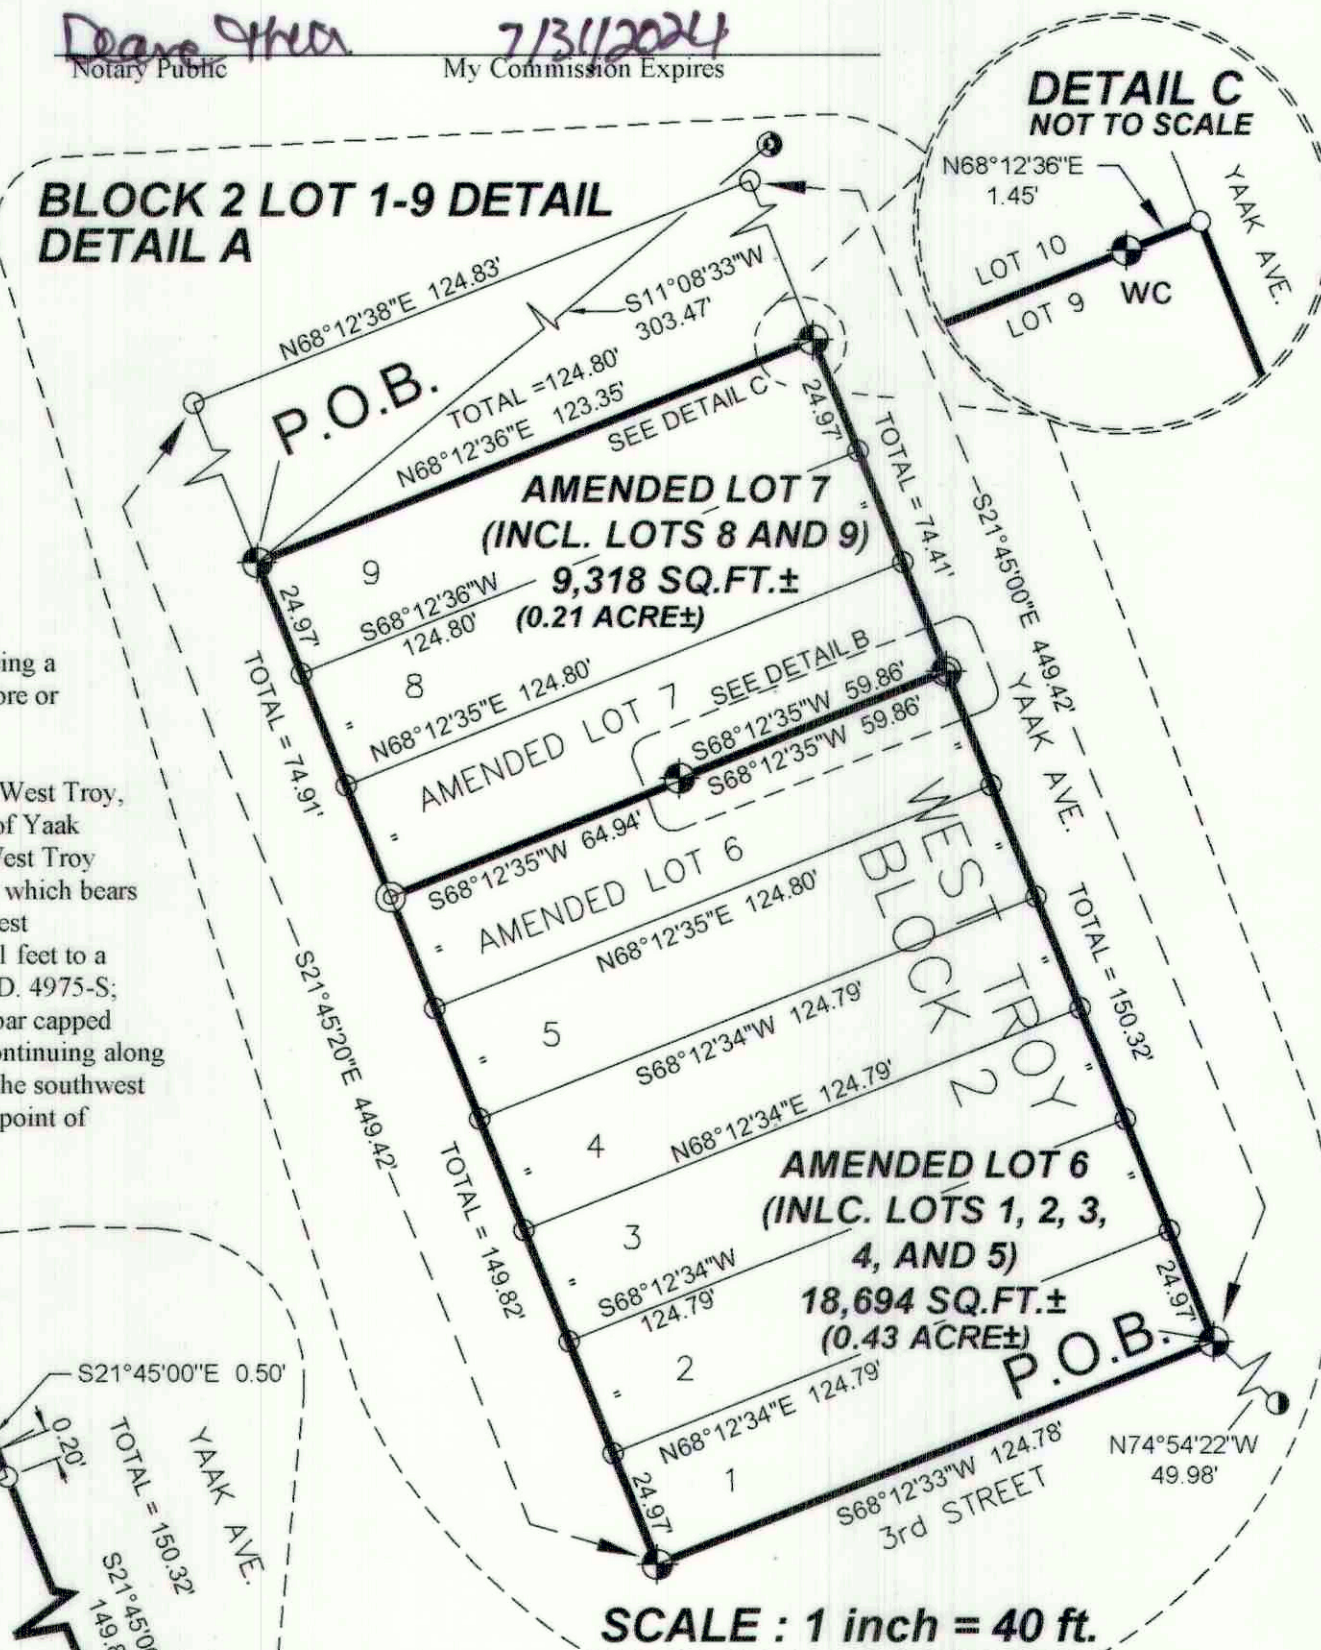 7/31/2024
Notary Public My Commission Expires
DETAIL C
NOT TO SCALE
N68°12'36"E
1.45'
YAAK AVE.
LOT 10
LOT 9
WC
BLOCK 2 LOT 1-9 DETAIL
DETAIL A
N68°12'38"E 124.83'
S11°08'33"W
303.47'
P.O.B.
TOTAL =124.80'
N68°12'36"E 123.35'
SEE DETAIL C
24.97'
TOTAL = 74.41'
S21°45'00"E 449.42'
AMENDED LOT 7
(INCL. LOTS 8 AND 9)
9,318 SQ.FT.±
(0.21 ACRE±)
9
24.97'
S68°12'36"W
124.80'
TOTAL = 74.91'
8
"
"
N68°12'35"E 124.80'
AMENDED LOT 7
"
SEE DETAIL B
S68°12'35"W 59.86'
S68°12'35"W 59.86'
YAAK AVE.
S68°12'35"W 64.94'
AMENDED LOT 6
"
"
WEST TROY
BLOCK 2
N68°12'35"E 124.80'
"
TOTAL = 150.32'
5
"
S68°12'34"W 124.79'
"
S21°45'20"E 449.42'
4
"
N68°12'34"E 124.79'
"
TOTAL = 149.82'
AMENDED LOT 6
(INLC. LOTS 1, 2, 3,
4, AND 5)
18,694 SQ.FT.±
(0.43 ACRE±)
3
"
S68°12'34"W
124.79'
"
24.97'
P.O.B.
2
"
N68°12'34"E 124.79'
1
24.97'
S68°12'33"W 124.78'
3rd STREET
N74°54'22"W
49.98'
SCALE : 1 inch = 40 ft.
ing a
ore or
West Troy,
of Yaak
Vest Troy
which bears
est
l feet to a
D. 4975-S;
bar capped
ontinuing along
he southwest
point of
S21°45'00"E 0.50'
0.20'
TOTAL = 150.32'
YAAK AVE.
S21°45'0
149.8